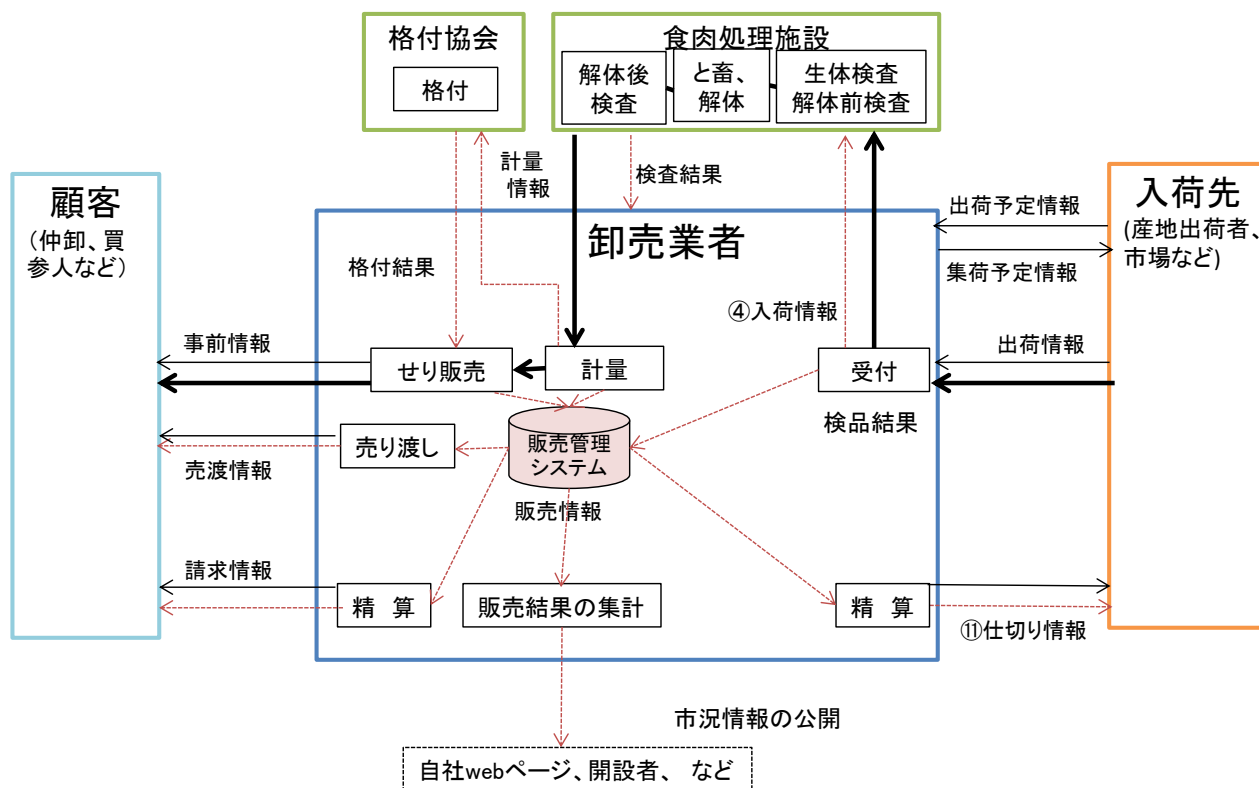 格付協会
格付
食肉処理施設
解体後
検査
と畜、
解体
生体検査
解体前検査
計量
情報
検査結果
顧客
（仲卸、買
参人など）
入荷先
(産地出荷者、
市場など)
出荷予定情報
集荷予定情報
卸売業者
格付結果
④入荷情報
事前情報
せり販売
計量
受付
出荷情報
検品結果
売り渡し
売渡情報
販売管理
システム
販売情報
請求情報
精　算
販売結果の集計
精　算
⑪仕切り情報
市況情報の公開
自社webページ、開設者、 など